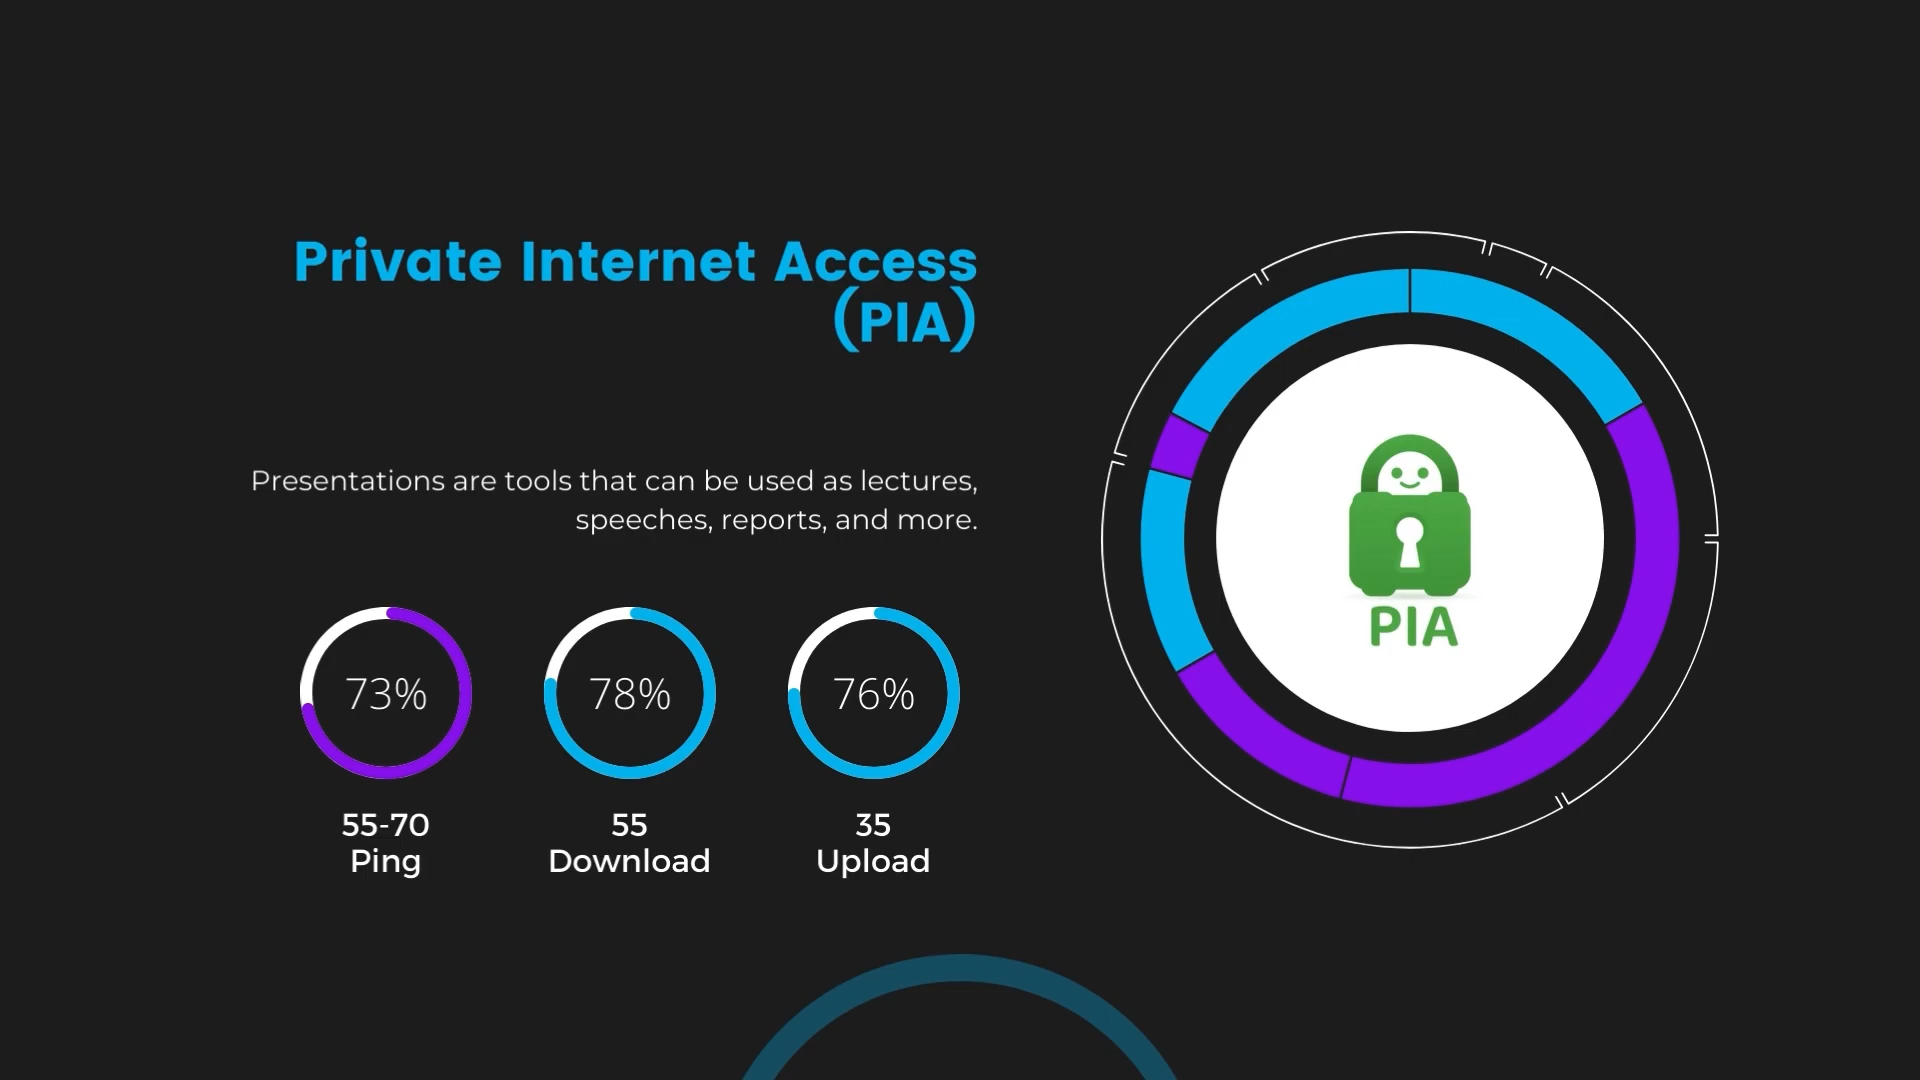 Private Internet Access
(PIA)
Presentations are tools that can be used as lectures,
speeches, reports, and more.
73%
78%
76%
55-70
Ping
55
Download
35
Upload
PIA